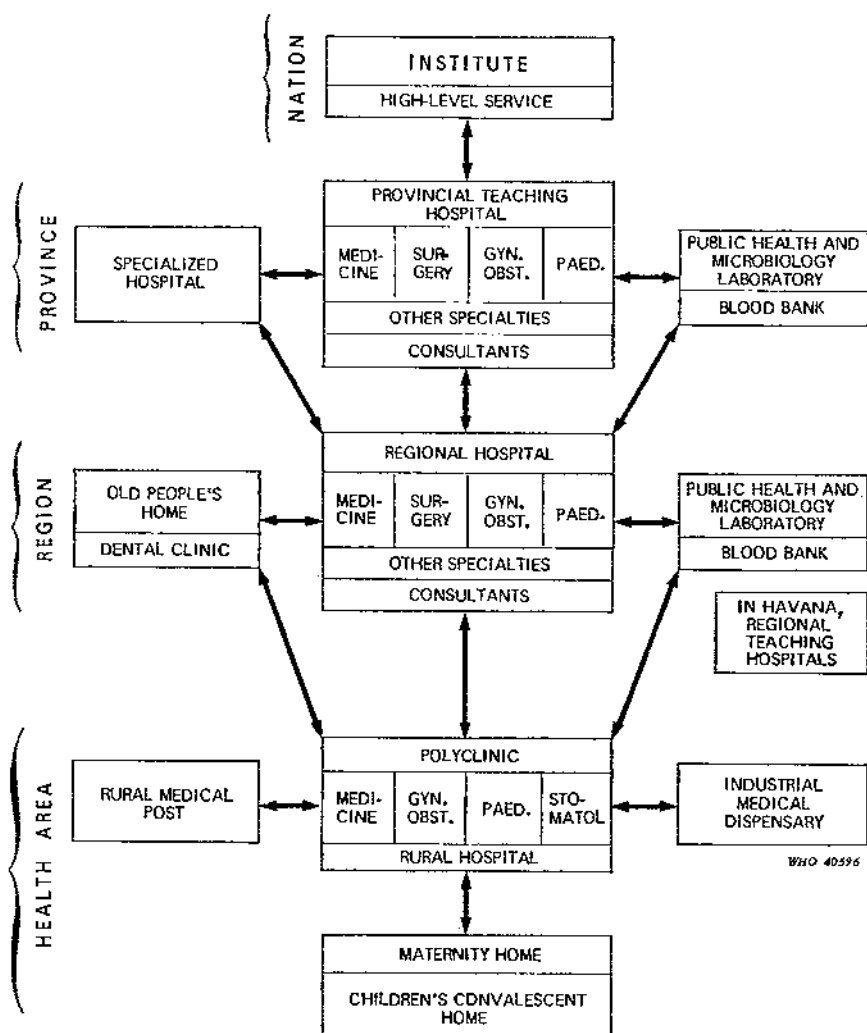 NATION
INSTITUTE
HIGH-LEVEL SERVICE
PROVINCE
SPECIALIZED
HOSPITAL
PROVINCIAL TEACHING
HOSPITAL
MEDI-
CINE
SUR-
GERY
GYN.
OBST.
PAED.
OTHER SPECIALTIES
CONSULTANTS
PUBLIC HEALTH AND
MICROBIOLOGY
LABORATORY
BLOOD BANK
REGION
OLD PEOPLE'S
HOME
DENTAL CLINIC
REGIONAL HOSPITAL
MEDI-
CINE
SUR-
GERY
GYN.
OBST.
PAED.
OTHER SPECIALTIES
CONSULTANTS
PUBLIC HEALTH AND
MICROBIOLOGY
LABORATORY
BLOOD BANK
IN HAVANA,
REGIONAL
TEACHING
HOSPITALS
HEALTH AREA
RURAL MEDICAL
POST
POLYCLINIC
MEDI-
CINE
GYN.
OBST.
PAED.
STO-
MATOL
RURAL HOSPITAL
INDUSTRIAL
MEDICAL
DISPENSARY
WHO 40596
MATERNITY HOME
CHILDREN'S CONVALESCENT
HOME